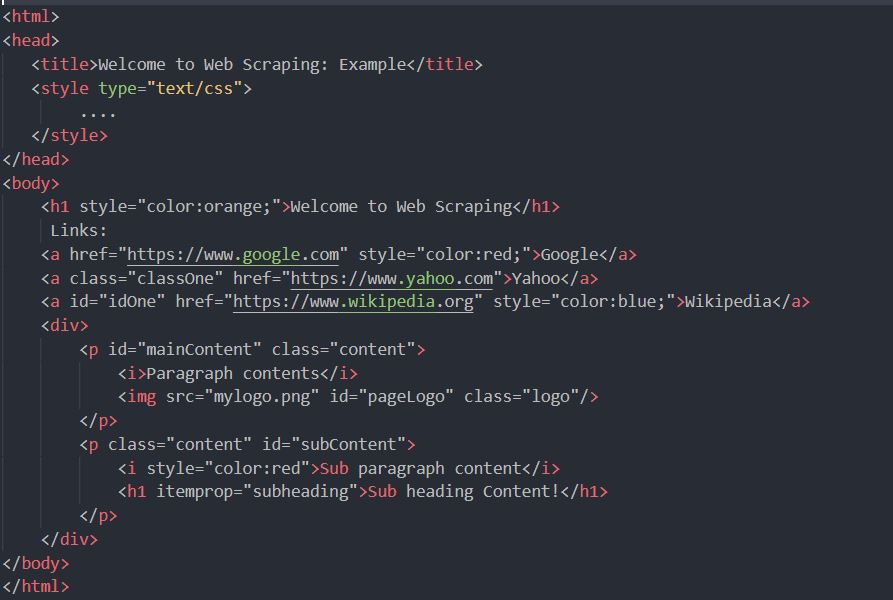 <html>
<head>
<title>Welcome to Web Scraping: Example</title>
<style type="text/css">
....
</style>
</head>
<body>
<h1 style="color:orange;">Welcome to Web Scraping</h1>
Links:
<a href="https://www.google.com" style="color:red;">Google</a>
<a class="classOne" href="https://www.yahoo.com">Yahoo</a>
<a id="idOne" href="https://www.wikipedia.org" style="color:blue;">Wikipedia</a>
<div>
<p id="mainContent" class="content">
<i>Paragraph contents</i>
<img src="mylogo.png" id="pageLogo" class="logo"/>
</p>
<p class="content" id="subContent">
<i style="color:red">Sub paragraph content</i>
<h1 itemprop="subheading">Sub heading Content!</h1>
</p>
</div>
</body>
</html>